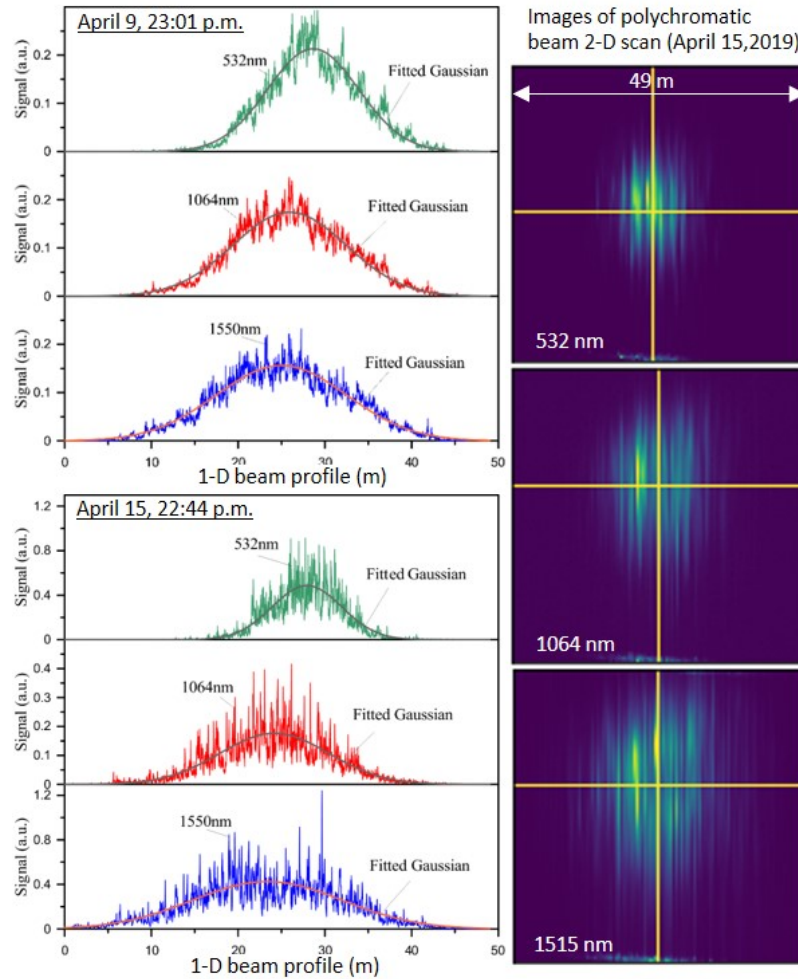 April 9, 23:01 p.m.
Signal (a.u.)
0.2
0.1
0
532nm
Fitted Gaussian
Signal (a.u.)
0.2
0.1
0
1064nm
Fitted Gaussian
Signal (a.u.)
0.2
0.1
0
1550nm
Fitted Gaussian
0 10 20 30 40 50
1-D beam profile (m)
April 15, 22:44 p.m.
Signal (a.u.)
1.2
0.8
0.4
0
532nm
Fitted Gaussian
Signal (a.u.)
0.4
0.3
0.2
0.1
0
1064nm
Fitted Gaussian
Signal (a.u.)
1.2
0.8
0.4
0
1550nm
Fitted Gaussian
0 10 20 30 40 50
1-D beam profile (m)
Images of polychromatic
beam 2-D scan (April 15,2019)
49 m
532 nm
1064 nm
1515 nm